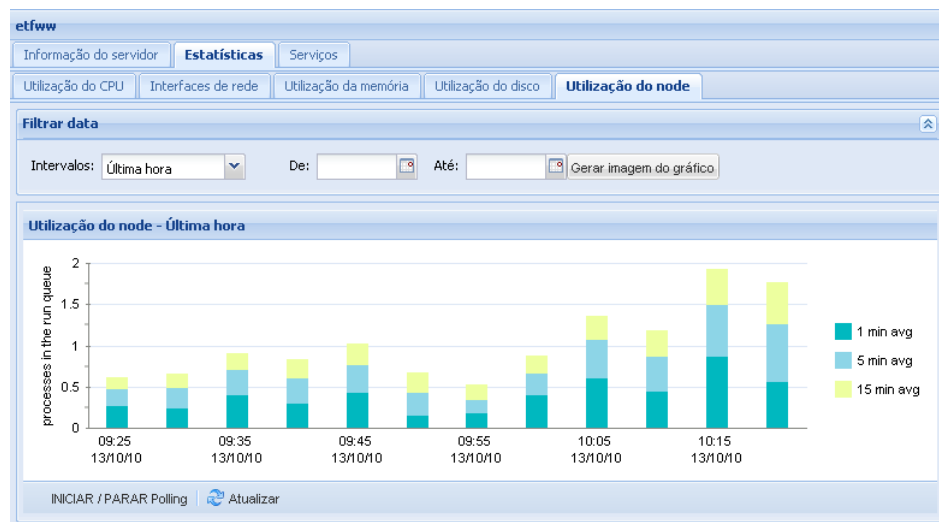 etfww
Informação do servidor Estatísticas Serviços
Utilização do CPU Interfaces de rede Utilização da memória Utilização do disco Utilização do node
Filtrar data
Intervalos: Última hora De: Até: Gerar imagem do gráfico
Utilização do node - Última hora
processes in the run queue
2
1.5
1
0.5
0
09:25 09:35 09:45 09:55 10:05 10:15
13/10/10 13/10/10 13/10/10 13/10/10 13/10/10 13/10/10
1 min avg
5 min avg
15 min avg
INICIAR / PARAR Polling Atualizar